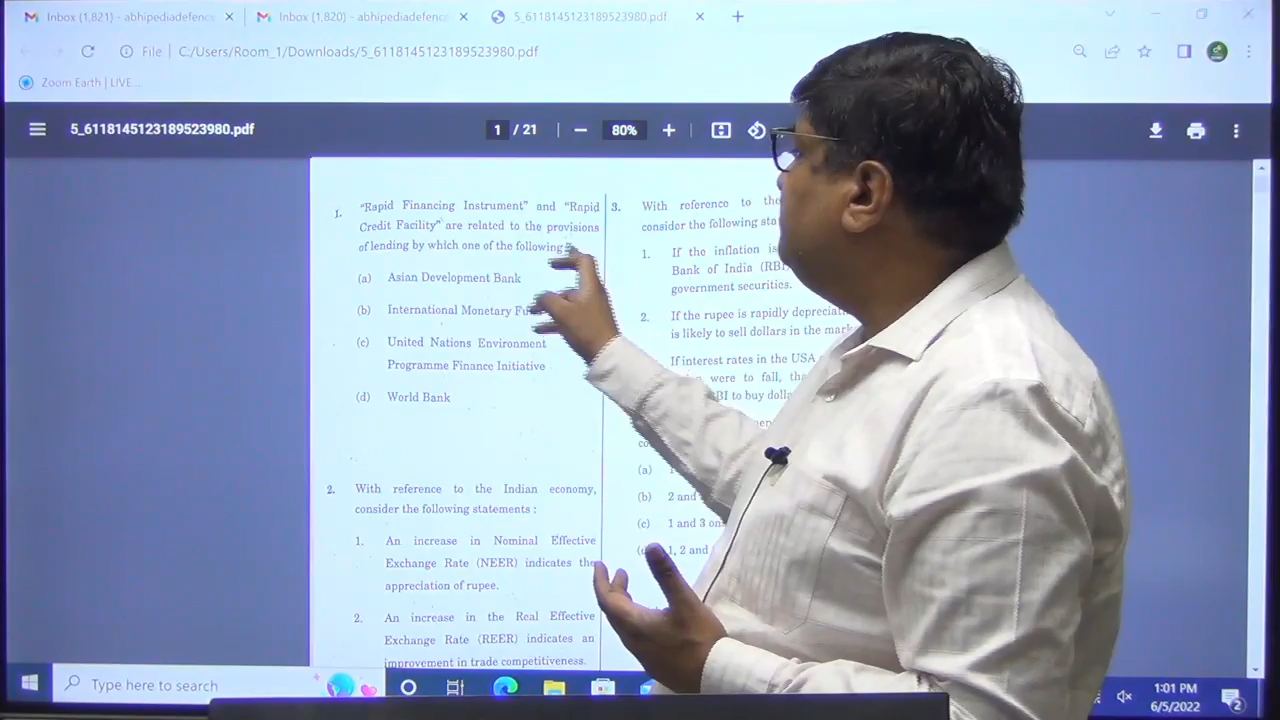 Inbox (1,821) - abhipediadefence
Inbox (1,820) - abhipediadefence
5_6118145123189523980.pdf
File
C:/Users/Room_1/Downloads/5_6118145123189523980.pdf
Zoom Earth | LIVE...
5_6118145123189523980.pdf
1 / 21
80%
1. "Rapid Financing Instrument" and "Rapid
Credit Facility" are related to the provisions
of lending by which one of the following
(a) Asian Development Bank
(b) International Monetary
(c) United Nations Environment
Programme Finance Initiative
(d) World Bank
2. With reference to the Indian economy,
consider the following statements :
1. An increase in Nominal Effective
Exchange Rate (NEER) indicates the
appreciation of rupee.
2. An increase in the Real Effective
Exchange Rate (REER) indicates an
improvement in trade competitiveness.
3. With reference to the
consider the following
1. If the inflation is
Bank of India (RBI)
government securities.
2. If the rupee is rapidly
is likely to sell dollars in the
If interest rates in the USA
were to fall,
to buy
(a) 1
(b) 2 and
(c) 1 and 3
1, 2 and
Type here to search
1:01 PM
6/5/2022
2